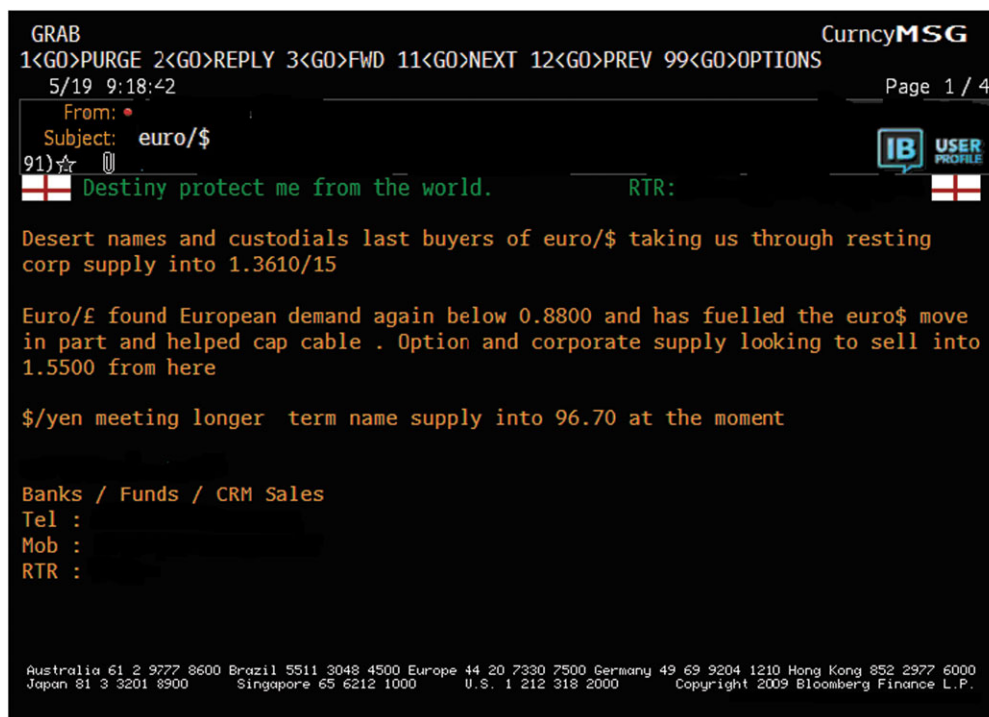 GRAB CurncyMSG
1<GO>PURGE 2<GO>REPLY 3<GO>FWD 11<GO>NEXT 12<GO>PREV 99<GO>OPTIONS
5/19 9:18:42 Page 1 / 4
From:
Subject: euro/$
IB USER PROFILE
91)☆
Destiny protect me from the world. RTR:
Desert names and custodials last buyers of euro/$ taking us through resting
corp supply into 1.3610/15
Euro/£ found European demand again below 0.8800 and has fuelled the euro$ move
in part and helped cap cable . Option and corporate supply looking to sell into
1.5500 from here
$/yen meeting longer term name supply into 96.70 at the moment
Banks / Funds / CRM Sales
Tel :
Mob :
RTR :
Australia 61 2 9777 8600 Brazil 5511 3048 4500 Europe 44 20 7330 7500 Germany 49 69 9204 1210 Hong Kong 852 2977 6000
Japan 81 3 3201 8900 Singapore 65 6212 1000 U.S. 1 212 318 2000 Copyright 2009 Bloomberg Finance L.P.